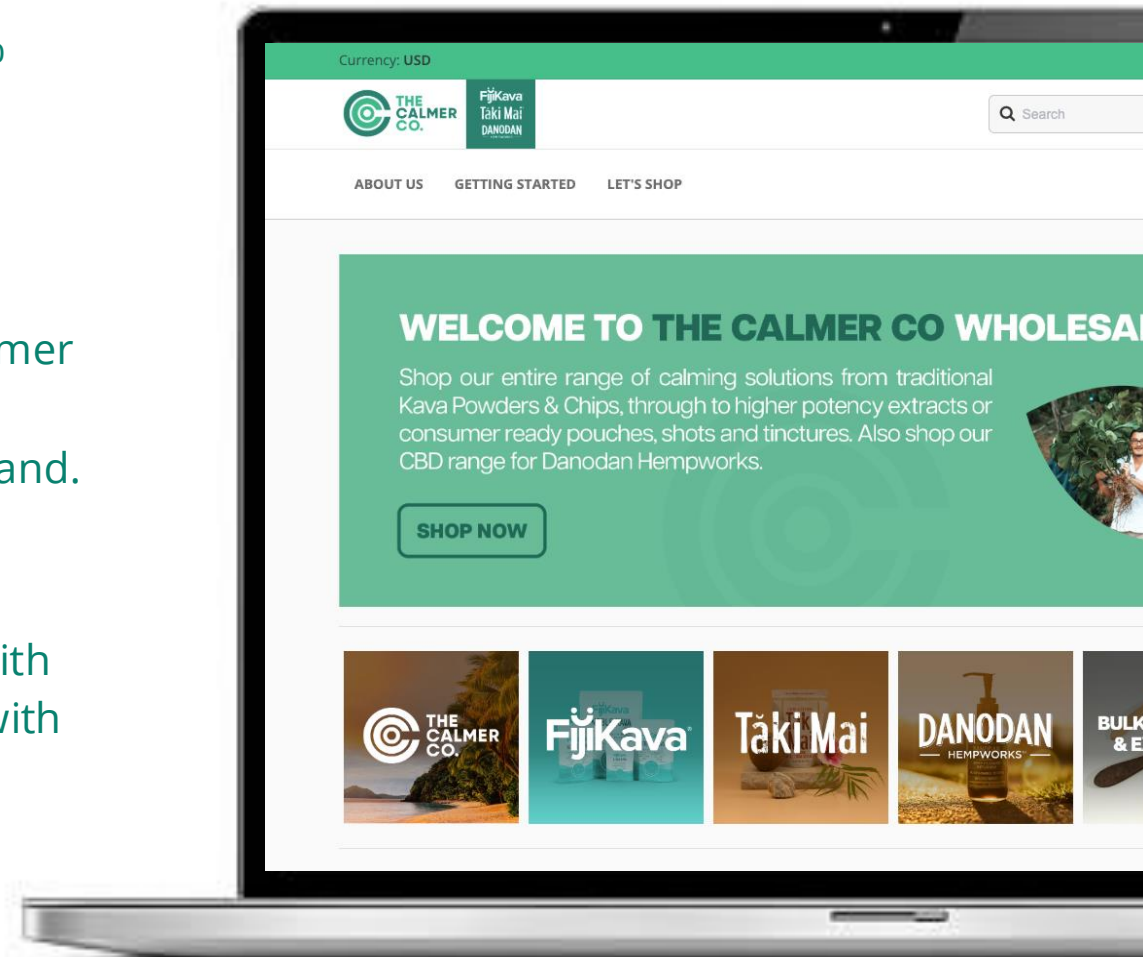 mer
and.
ith
with
Currency: USD
THE
CALMER
CO.
FijiKava
Tăki Mai
DANODAN
Search
ABOUT US GETTING STARTED LET'S SHOP
WELCOME TO THE CALMER CO WHOLESA
Shop our entire range of calming solutions from traditional
Kava Powders & Chips, through to higher potency extracts or
consumer ready pouches, shots and tinctures. Also shop our
CBD range for Danodan Hempworks.
SHOP NOW
THE
CALMER
CO.
FijiKava
Tăki Mai
DANODAN
HEMPWORKS
BULK
& E